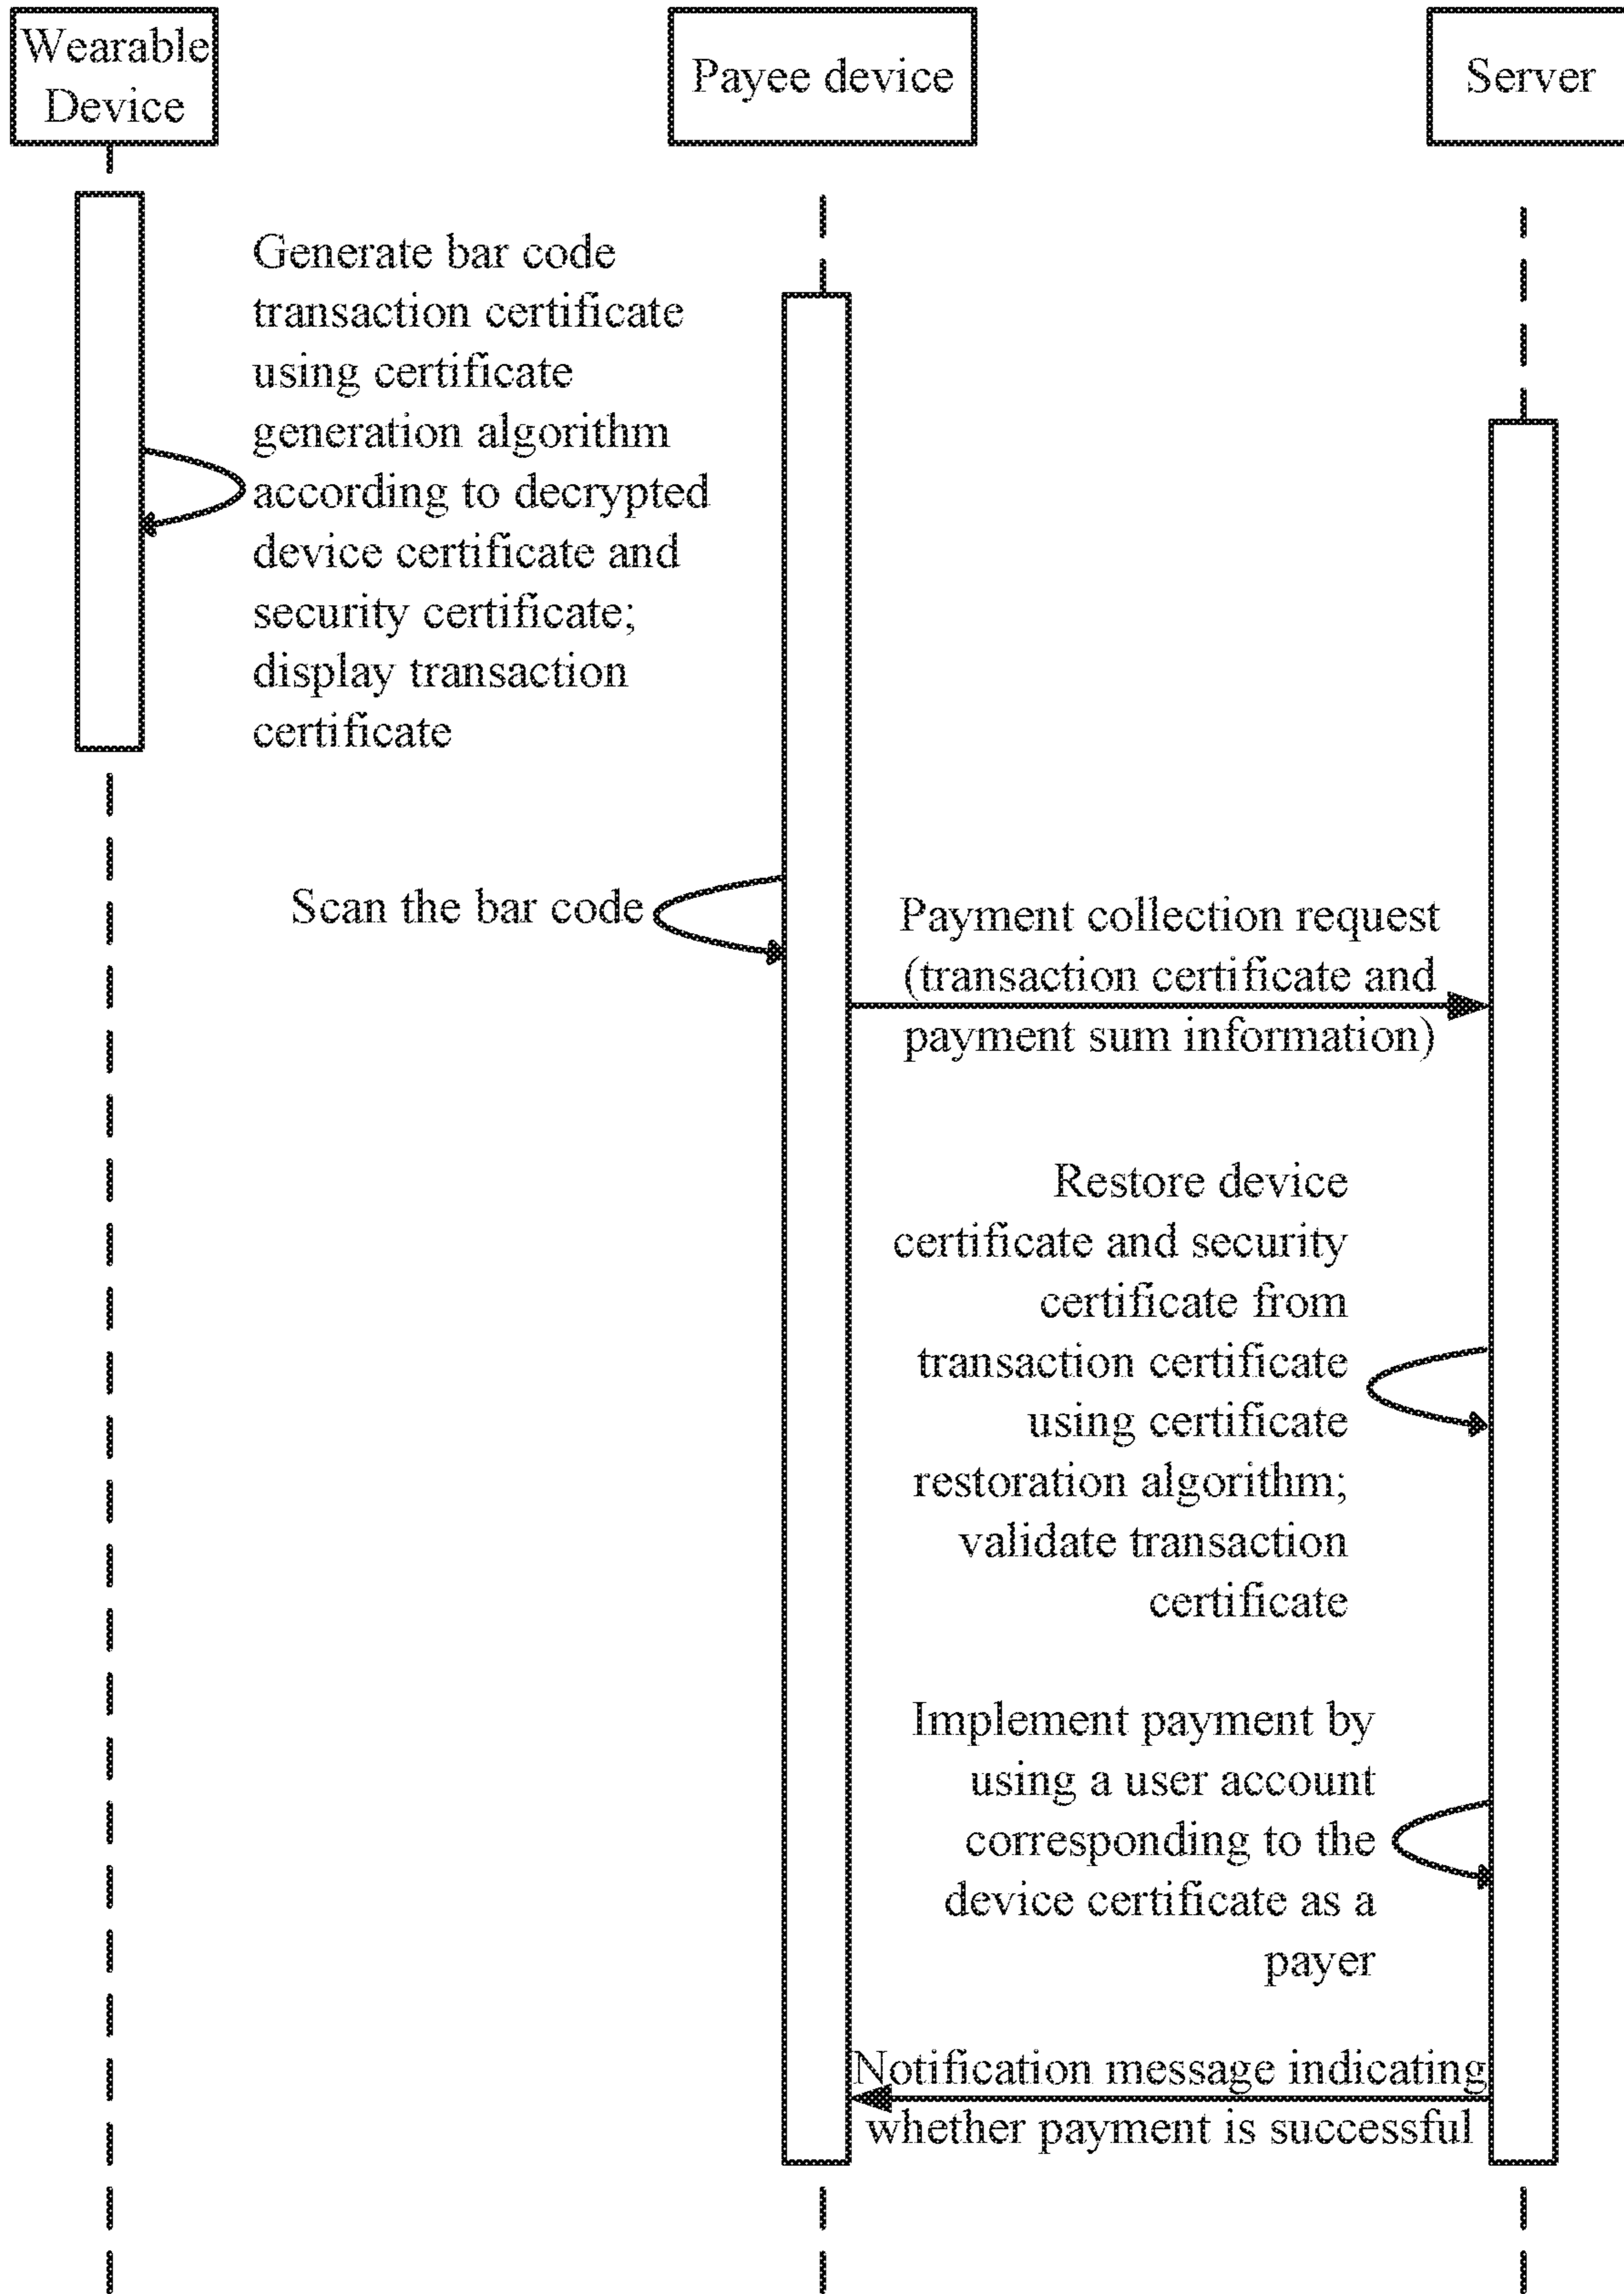 Wearable
Device
Payee device
Server
Generate bar code
transaction certificate
using certificate
generation algorithm
according to decrypted
device certificate and
security certificate;
display transaction
certificate
Scan the bar code
Payment collection request
(transaction certificate and
payment sum information)
Restore device
certificate and security
certificate from
transaction certificate
using certificate
restoration algorithm;
validate transaction
certificate
Implement payment by
using a user account
corresponding to the
device certificate as a
payer
Notification message indicating
whether payment is successful